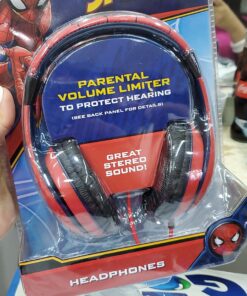 PARENTAL
VOLUME LIMITER
TO PROTECT HEARING
(SEE BACK PANEL FOR DETAILS)
GREAT
STEREO
SOUND!
HEADPHONES